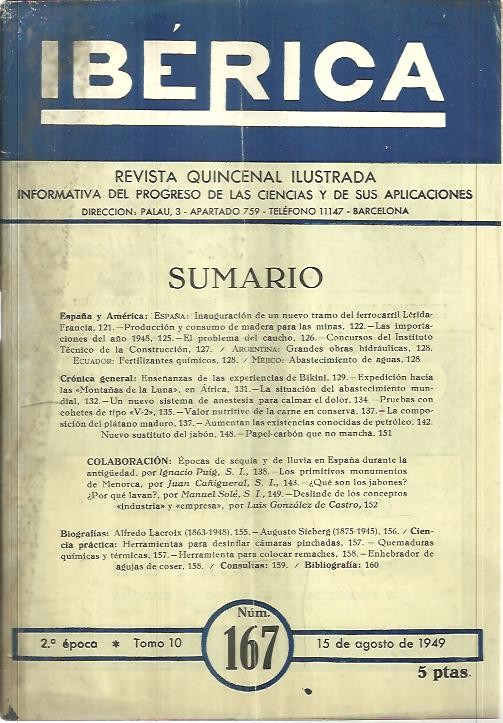 IBÉRICA
REVISTA QUINCENAL ILUSTRADA
INFORMATIVA DEL PROGRESO DE LAS CIENCIAS Y DE SUS APLICACIONES
DIRECCION: PALAU, 3 - APARTADO 759 - TELÉFONO 11147 - BARCELONA
SUMARIO
España y América: ESPAÑA: Inauguración de un nuevo tramo del ferrocarril Lérida-
Francia, 121. — Producción y consumo de madera para las minas, 122. — Las importa-
ciones del año 1948, 125. — El problema del caucho, 126. — Concursos del Instituto
Técnico de la Construcción, 127. / ARGENTINA: Grandes obras hidráulicas, 128.
ECUADOR: Fertilizantes químicos, 128. / MÉJICO: Abastecimiento de aguas, 128
Crónica general: Enseñanzas de las experiencias de Bikini, 129. — Expedición hacia
las «Montañas de la Luna», en África, 131. — La situación del abastecimiento mun-
dial, 132. — Un nuevo sistema de anestesia para calmar el dolor, 134 — Pruebas con
cohetes de tipo «V-2», 135. — Valor nutritivo de la carne en conserva, 137. — La compo-
sición del plátano maduro, 137. — Aumentan las existencias conocidas de petróleo, 142.
Nuevo sustituto del jabón, 148. — Papel-carbón que no mancha, 151
COLABORACIÓN: Épocas de sequía y de lluvia en España durante la
antigüedad, por Ignacio Puig, S. I., 138. — Los primitivos monumentos
de Menorca, por Juan Cañigueral, S. I., 143. — ¿Qué son los jabones?
¿Por qué lavan?, por Manuel Solé, S. I., 149. — Deslinde de los conceptos
«industria» y «empresa», por Luis González de Castro, 152
Biografías: Alfredo Lacroix (1863-1948), 155. — Augusto Sieberg (1875-1945), 156. / Cien-
cia práctica: Herramientas para desinflar cámaras pinchadas, 157. — Quemaduras
químicas y térmicas, 157. — Herramienta para colocar remaches, 158. — Enhebrador de
agujas de coser, 158. / Consultas: 159. / Bibliografía: 160
2.ª época * Tomo 10
Núm.
167
15 de agosto de 1949
5 ptas.